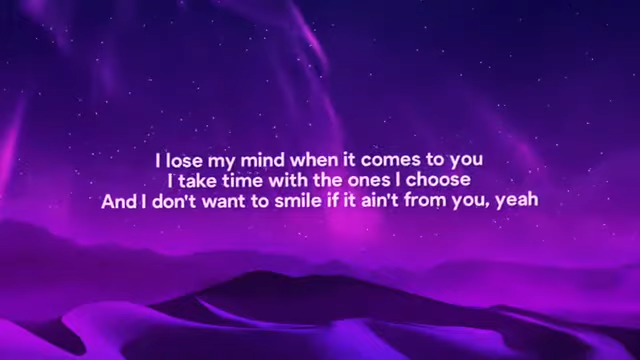 I lose my mind when it comes to you
I take time with the ones I choose
And I don't want to smile if it ain't from you, yeah